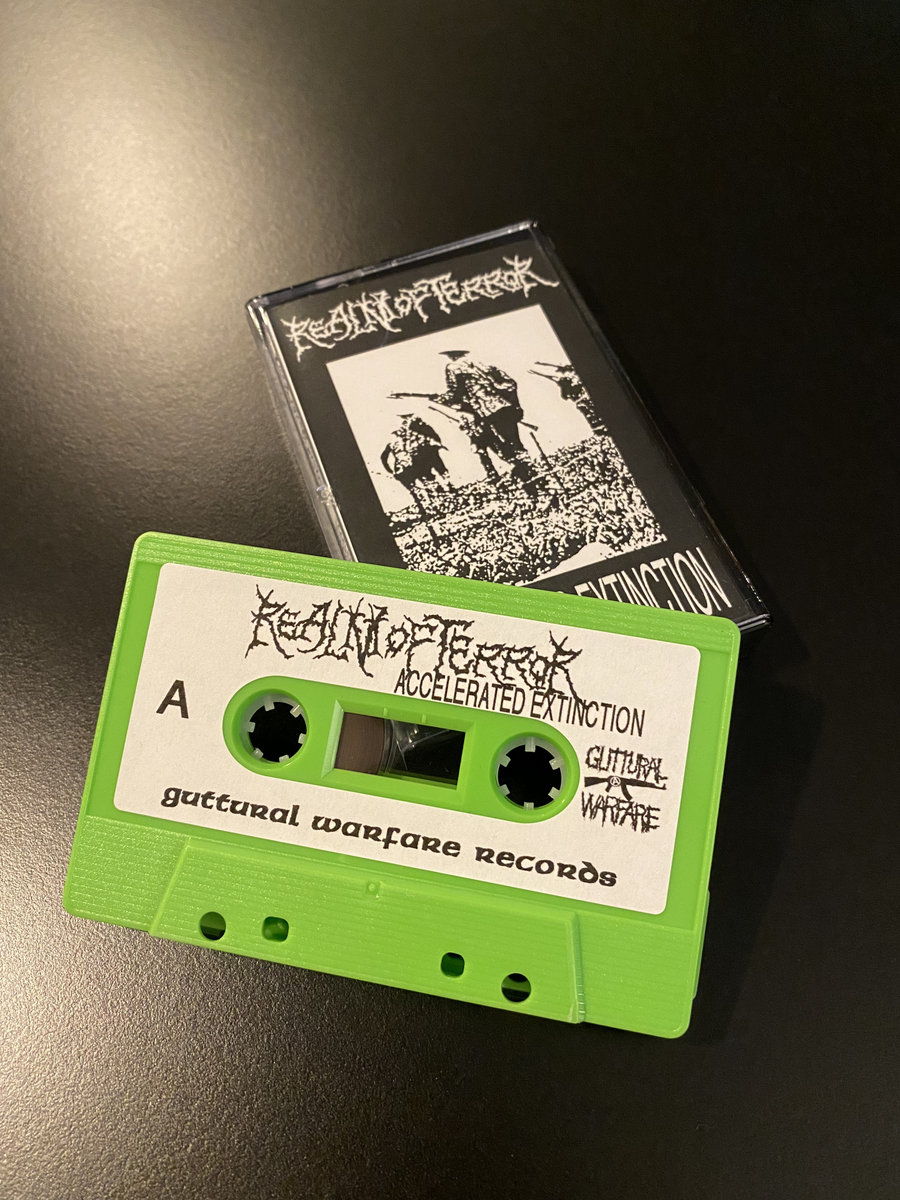 REALM OF TERROR
EXTINCTION
REALM OF TERROR
ACCELERATED EXTINCTION
A
GUTTURAL
WARFARE
guttural warfare records